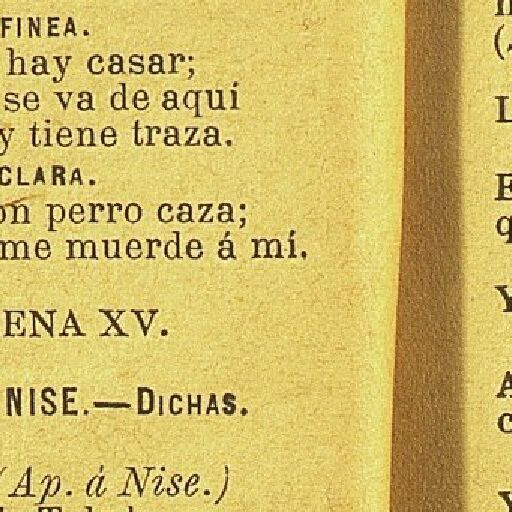 FINEA.
hay casar;
se va de aquí
y tiene traza.
CLARA.
on perro caza;
me muerde á mí.
ENA XV.
NISE.—DICHAS.
(Ap. á Nise.)